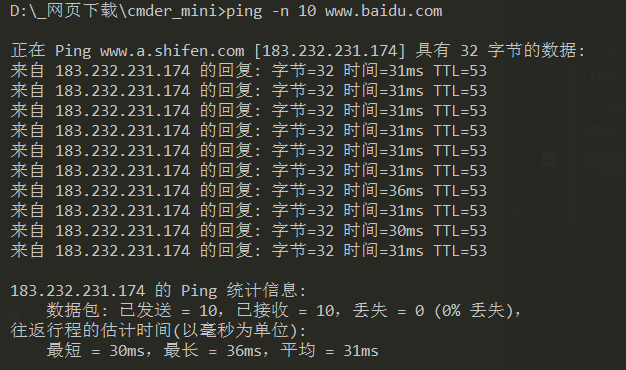 D:\_网页下载\cmder_mini>ping -n 10 www.baidu.com
正在 Ping www.a.shifen.com [183.232.231.174] 具有 32 字节的数据:
来自 183.232.231.174 的回复: 字节=32 时间=31ms TTL=53
来自 183.232.231.174 的回复: 字节=32 时间=31ms TTL=53
来自 183.232.231.174 的回复: 字节=32 时间=31ms TTL=53
来自 183.232.231.174 的回复: 字节=32 时间=31ms TTL=53
来自 183.232.231.174 的回复: 字节=32 时间=31ms TTL=53
来自 183.232.231.174 的回复: 字节=32 时间=31ms TTL=53
来自 183.232.231.174 的回复: 字节=32 时间=36ms TTL=53
来自 183.232.231.174 的回复: 字节=32 时间=31ms TTL=53
来自 183.232.231.174 的回复: 字节=32 时间=30ms TTL=53
来自 183.232.231.174 的回复: 字节=32 时间=31ms TTL=53
183.232.231.174 的 Ping 统计信息:
数据包: 已发送 = 10，已接收 = 10，丢失 = 0 (0% 丢失)，
往返行程的估计时间(以毫秒为单位):
最短 = 30ms，最长 = 36ms，平均 = 31ms